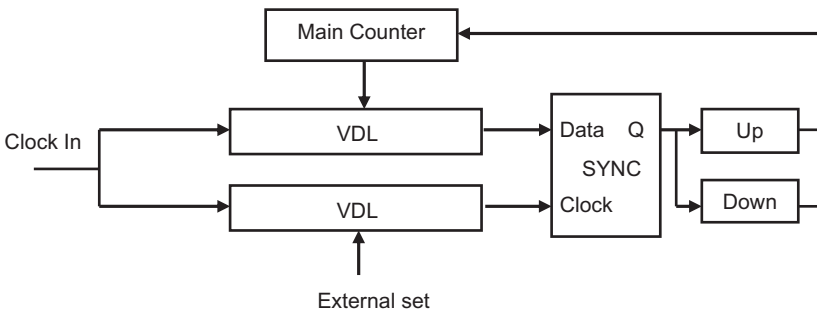 Main Counter
Clock In
VDL
Data Q
Up
SYNC
VDL
Clock
Down
External set